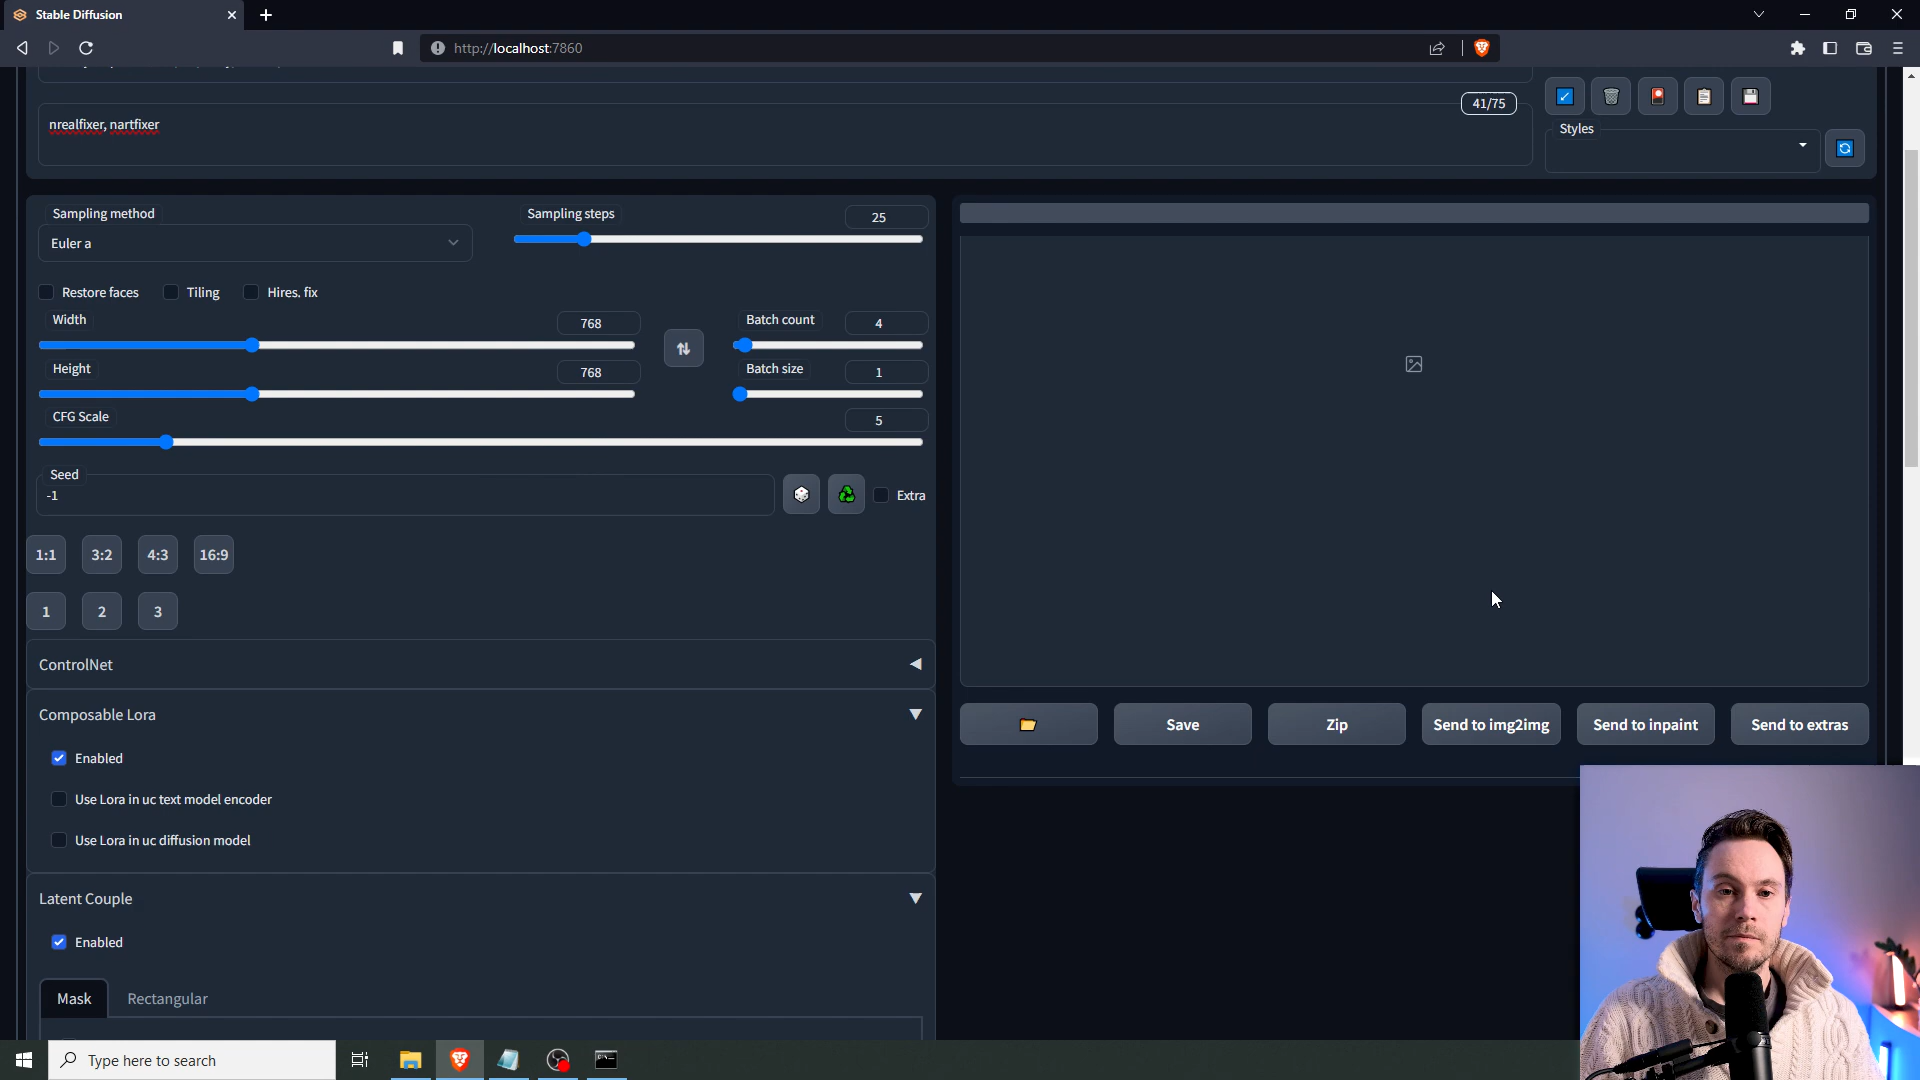 Stable Diffusion
http://localhost:7860
41/75
nrealfixer, nartfixer
Styles
Sampling method
Sampling steps
25
Euler a
Restore faces
Tiling
Hires. fix
Width
768
Batch count
4
Height
768
Batch size
1
CFG Scale
5
Seed
-1
Extra
1:1
3:2
4:3
16:9
1
2
3
ControlNet
Save
Zip
Send to img2img
Send to inpaint
Send to extras
Composable Lora
Enabled
Use Lora in uc text model encoder
Use Lora in uc diffusion model
Latent Couple
Enabled
Mask
Rectangular
Type here to search